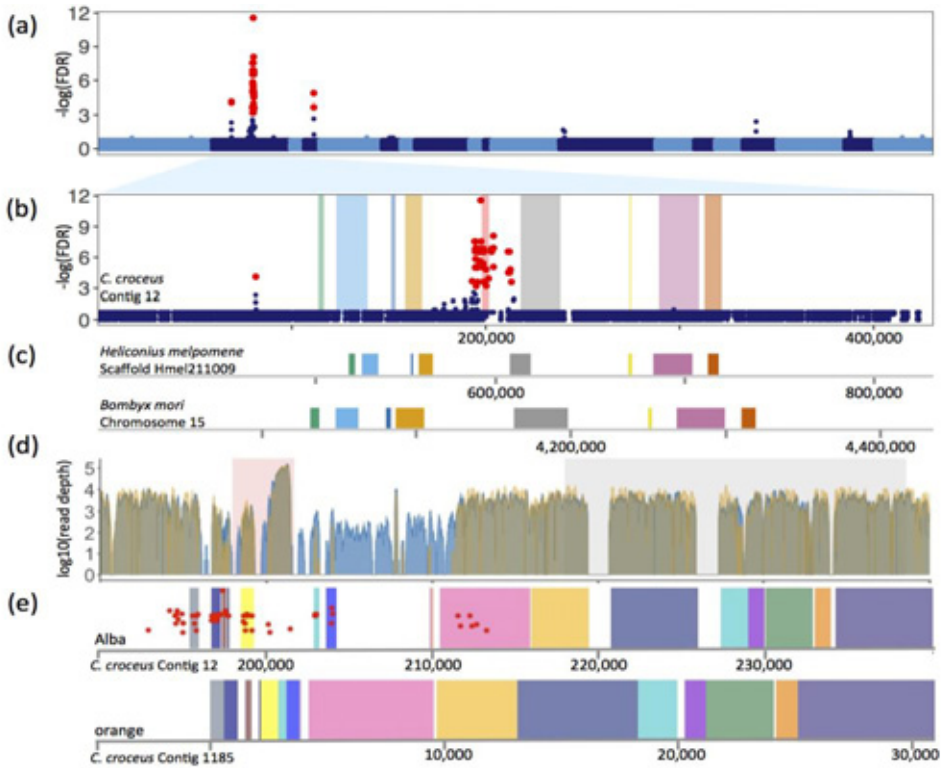 (a)
12
9
6
3
0
-log(FDR)
(b)
12
9
6
3
0
-log(FDR)
C. croceus
Contig 12
200,000
400,000
(c)
Heliconius melpomene
Scaffold Hmel211009
600,000
800,000
Bombyx mori
Chromosome 15
4,200,000
4,400,000
(d)
5
4
3
2
1
0
log10(read depth)
(e)
Alba
C. croceus Contig 12
200,000
210,000
220,000
230,000
orange
C. croceus Contig 1185
10,000
20,000
30,000